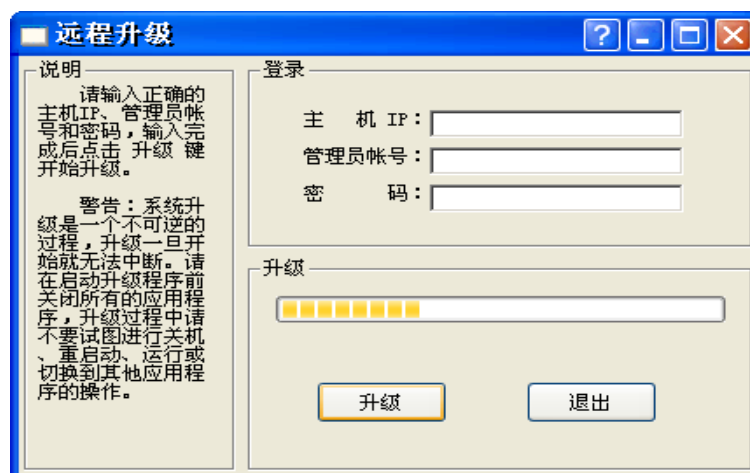 远程升级
说明
请输入正确的
主机IP、管理员帐
号和密码，输入完
成后点击 升级 键
开始升级。
警告：系统升
级是一个不可逆的
过程，升级一旦开
始就无法中断。请
在启动升级程序前
关闭所有的应用程
序，升级过程中请
不要试图进行关机
、重启动、运行或
切换到其他应用程
序的操作。
登录
主 机 IP：
管理员帐号：
密 码：
升级
升级 退出